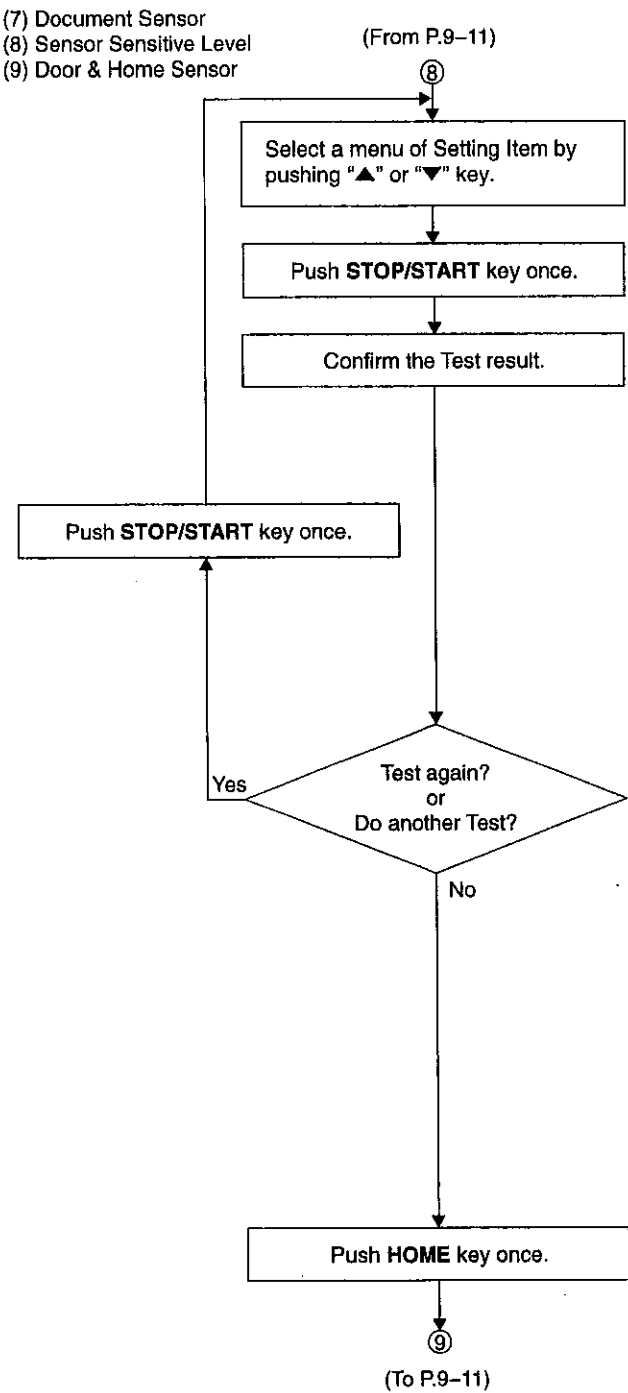 (7) Document Sensor
(8) Sensor Sensitive Level
(9) Door & Home Sensor
(From P.9–11)
⑧
Select a menu of Setting Item by
pushing "▲" or "▼" key.
Push STOP/START key once.
Confirm the Test result.
Push STOP/START key once.
Test again?
or
Do another Test?
Yes
No
Push HOME key once.
⑨
(To P.9–11)